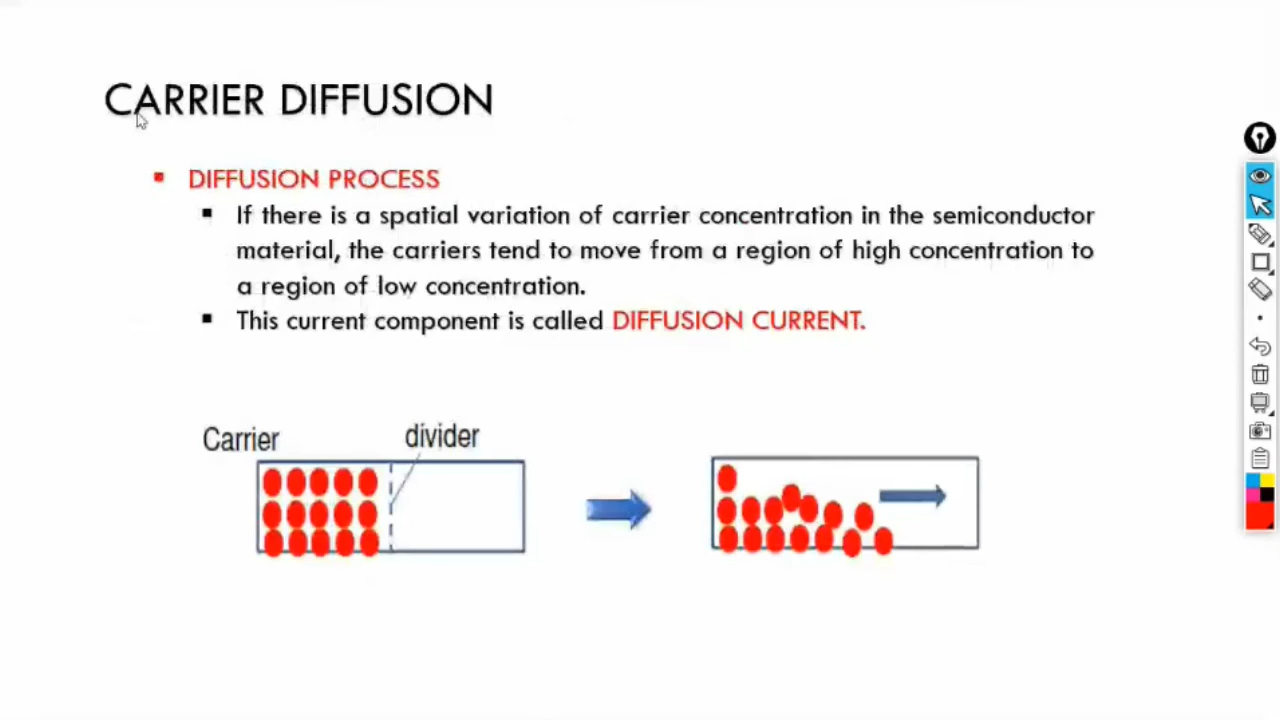 CARRIER DIFFUSION
DIFFUSION PROCESS
If there is a spatial variation of carrier concentration in the semiconductor
material, the carriers tend to move from a region of high concentration to
a region of low concentration.
This current component is called DIFFUSION CURRENT.
Carrier
divider